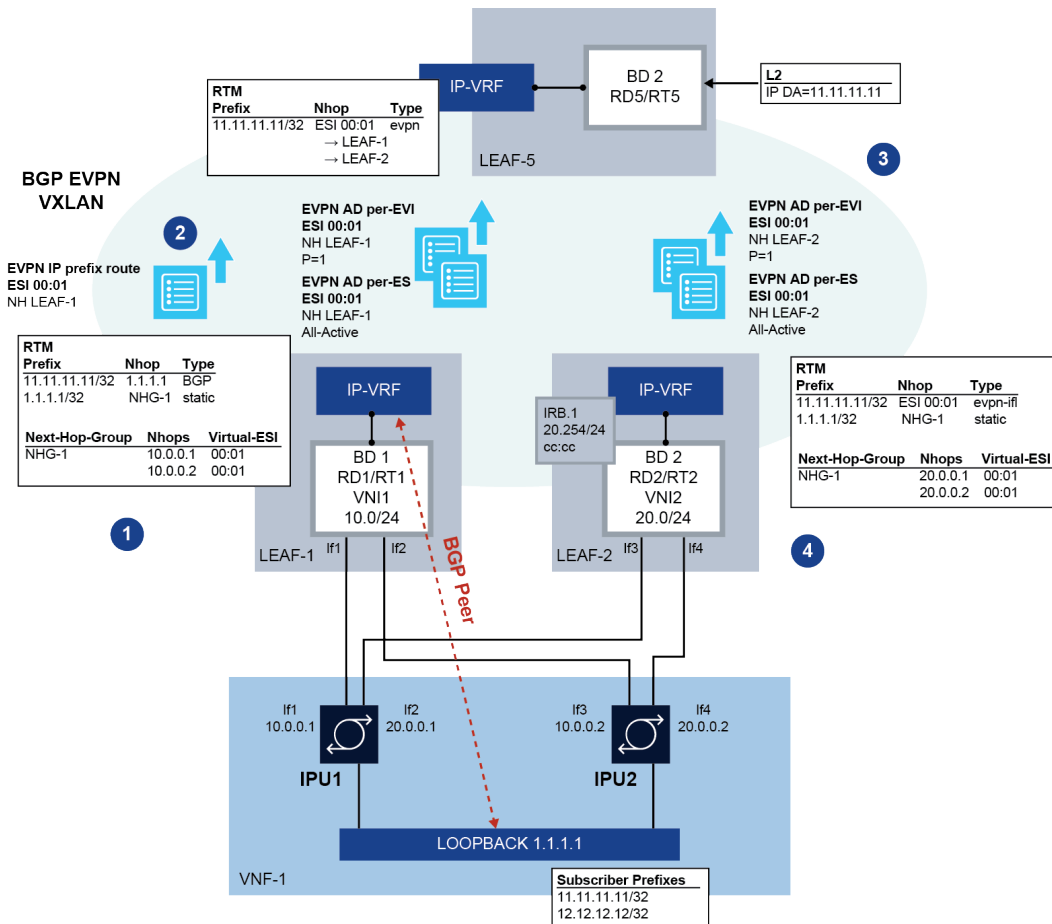 IP-VRF
BD 2
RD5/RT5
LEAF-5
L2
IP DA=11.11.11.11
RTM
Prefix Nhop Type
11.11.11.11/32 ESI 00:01 evpn
→ LEAF-1
→ LEAF-2
3
BGP EVPN
VXLAN
2
EVPN IP prefix route
ESI 00:01
NH LEAF-1
EVPN AD per-EVI
ESI 00:01
NH LEAF-1
P=1
EVPN AD per-ES
ESI 00:01
NH LEAF-1
All-Active
EVPN AD per-EVI
ESI 00:01
NH LEAF-2
P=1
EVPN AD per-ES
ESI 00:01
NH LEAF-2
All-Active
RTM
Prefix Nhop Type
11.11.11.11/32 1.1.1.1 BGP
1.1.1.1/32 NHG-1 static
Next-Hop-Group Nhops Virtual-ESI
NHG-1 10.0.0.1 00:01
10.0.0.2 00:01
1
IP-VRF
BD 1
RD1/RT1
VNI1
10.0/24
LEAF-1
If1
If2
BGP Peer
IP-VRF
IRB.1
20.254/24
cc:cc
BD 2
RD2/RT2
VNI2
20.0/24
LEAF-2
If3
If4
RTM
Prefix Nhop Type
11.11.11.11/32 ESI 00:01 evpn-ifl
1.1.1.1/32 NHG-1 static
Next-Hop-Group Nhops Virtual-ESI
NHG-1 20.0.0.1 00:01
20.0.0.2 00:01
4
If1
10.0.0.1
If2
20.0.0.1
IPU1
If3
10.0.0.2
If4
20.0.0.2
IPU2
LOOPBACK 1.1.1.1
VNF-1
Subscriber Prefixes
11.11.11.11/32
12.12.12.12/32